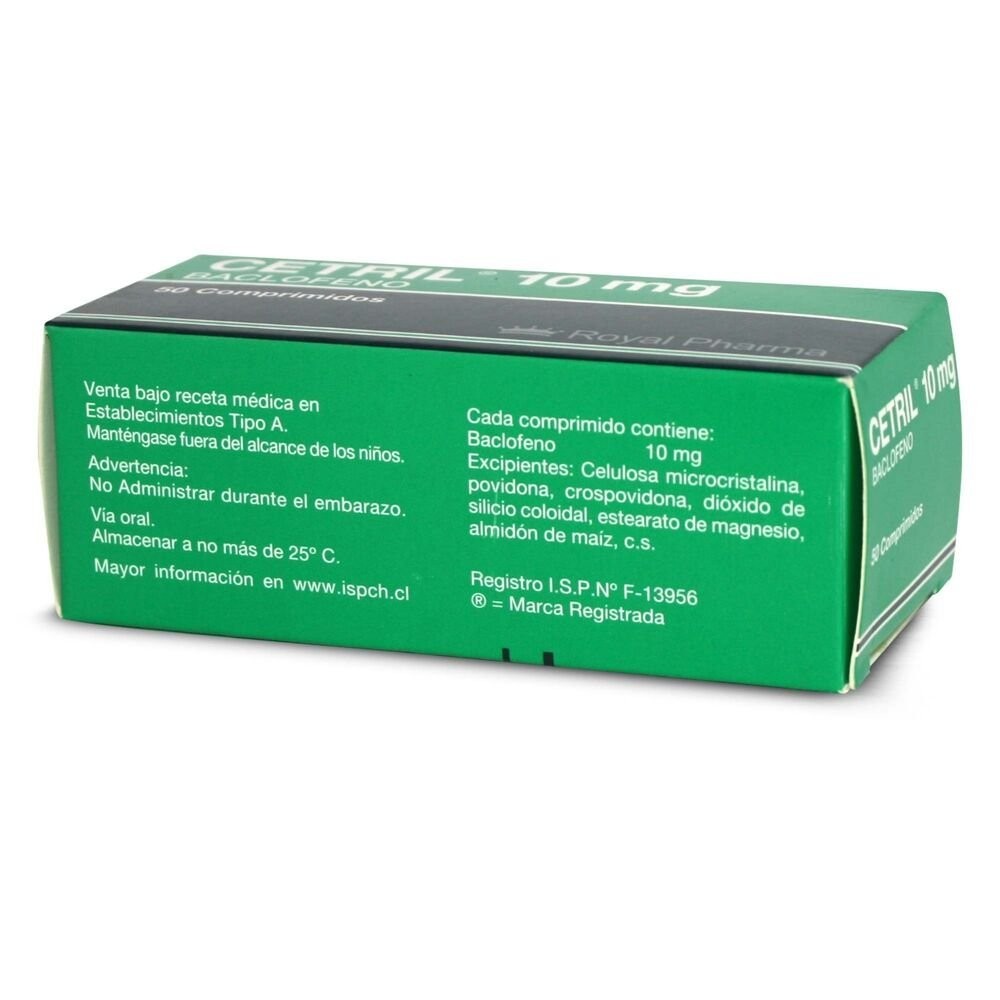 CETRIL® 10 mg
BACLOFENO
50 Comprimidos
Royal Pharma
Venta bajo receta médica en
Establecimientos Tipo A.
Manténgase fuera del alcance de los niños.
Advertencia:
No Administrar durante el embarazo.
Vía oral.
Almacenar a no más de 25º C.
Mayor información en www.ispch.cl
Cada comprimido contiene:
Baclofeno 10 mg
Excipientes: Celulosa microcristalina,
povidona, crospovidona, dióxido de
silicio coloidal, estearato de magnesio,
almidón de maíz, c.s.
Registro I.S.P.Nº F-13956
® = Marca Registrada
CETRIL® 10 mg
BACLOFENO
50 Comprimidos